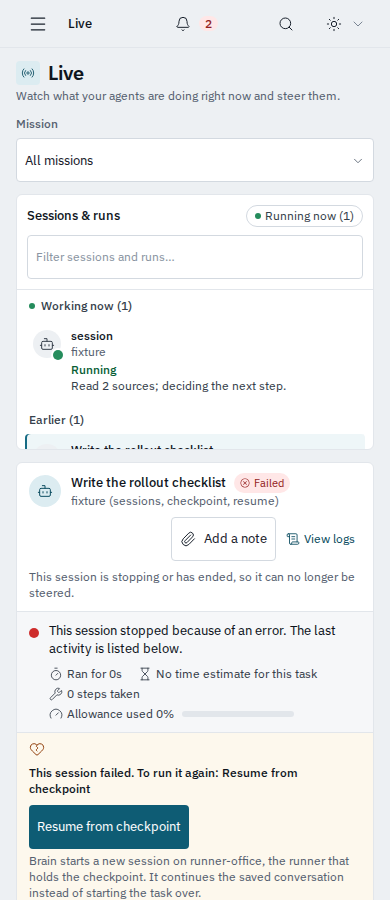 Live
2
Live
Watch what your agents are doing right now and steer them.
Mission
All missions
Sessions & runs
Running now (1)
Filter sessions and runs...
Working now (1)
session
fixture
Running
Read 2 sources; deciding the next step.
Earlier (1)
Write the rollout checklist
Write the rollout checklist
Failed
fixture (sessions, checkpoint, resume)
Add a note
View logs
This session is stopping or has ended, so it can no longer be
steered.
This session stopped because of an error. The last
activity is listed below.
Ran for 0s
No time estimate for this task
0 steps taken
Allowance used 0%
This session failed. To run it again: Resume from
checkpoint
Resume from checkpoint
Brain starts a new session on runner-office, the runner that
holds the checkpoint. It continues the saved conversation
instead of starting the task over.